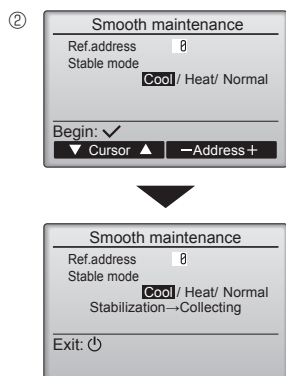 ②
Smooth maintenance
Ref.address 0
Stable mode
Cool / Heat/ Normal
Begin: ✓
▼ Cursor ▲ −Address+
Smooth maintenance
Ref.address 0
Stable mode
Cool / Heat/ Normal
Stabilization→Collecting
Exit: ⏻